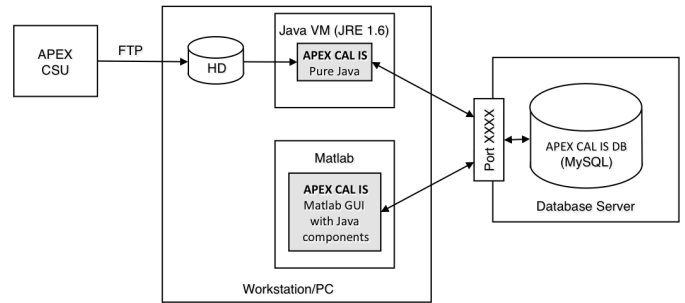 APEX
CSU
FTP
HD
Java VM (JRE 1.6)
APEX CAL IS
Pure Java
Matlab
APEX CAL IS
Matlab GUI
with Java
components
Workstation/PC
Port XXXX
APEX CAL IS DB
(MySQL)
Database Server